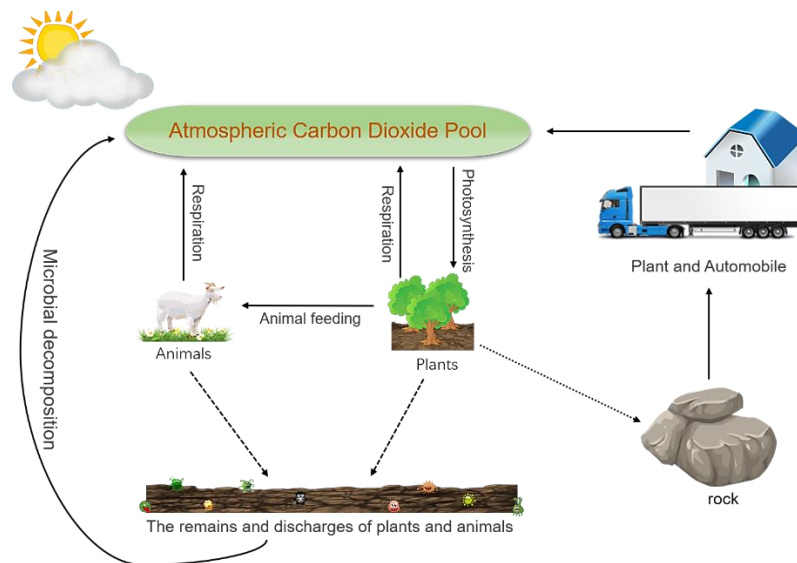 Atmospheric Carbon Dioxide Pool
Respiration
Respiration
Photosynthesis
Microbial decomposition
Plant and Automobile
Animal feeding
Animals
Plants
rock
The remains and discharges of plants and animals